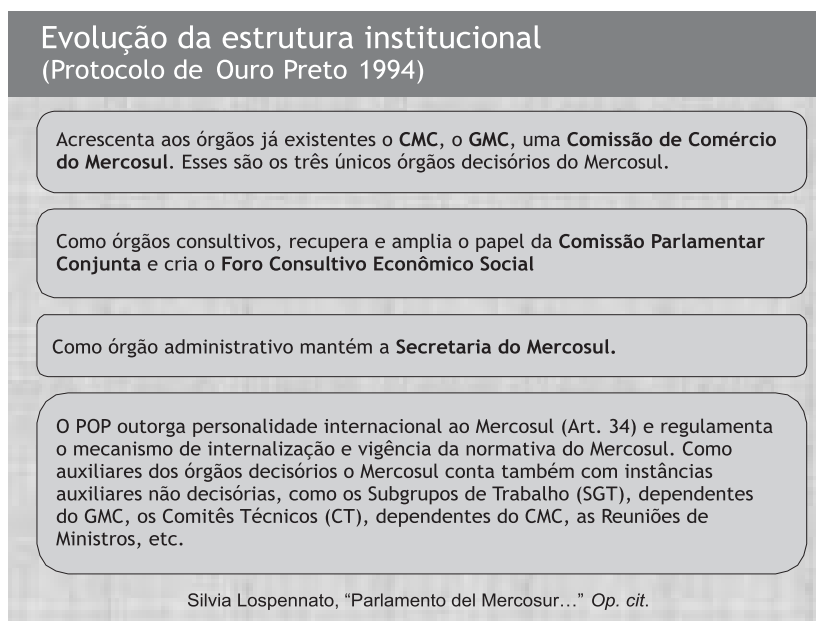 Evolução da estrutura institucional
(Protocolo de Ouro Preto 1994)
Acrescenta aos órgãos já existentes o CMC, o GMC, uma Comissão de Comércio
do Mercosul. Esses são os três únicos órgãos decisórios do Mercosul.
Como órgãos consultivos, recupera e amplia o papel da Comissão Parlamentar
Conjunta e cria o Foro Consultivo Econômico Social
Como órgão administrativo mantém a Secretaria do Mercosul.
O POP outorga personalidade internacional ao Mercosul (Art. 34) e regulamenta
o mecanismo de internalização e vigência da normativa do Mercosul. Como
auxiliares dos órgãos decisórios o Mercosul conta também com instâncias
auxiliares não decisórias, como os Subgrupos de Trabalho (SGT), dependentes
do GMC, os Comitês Técnicos (CT), dependentes do CMC, as Reuniões de
Ministros, etc.
Silvia Lospennato, “Parlamento del Mercosur…” Op. cit.